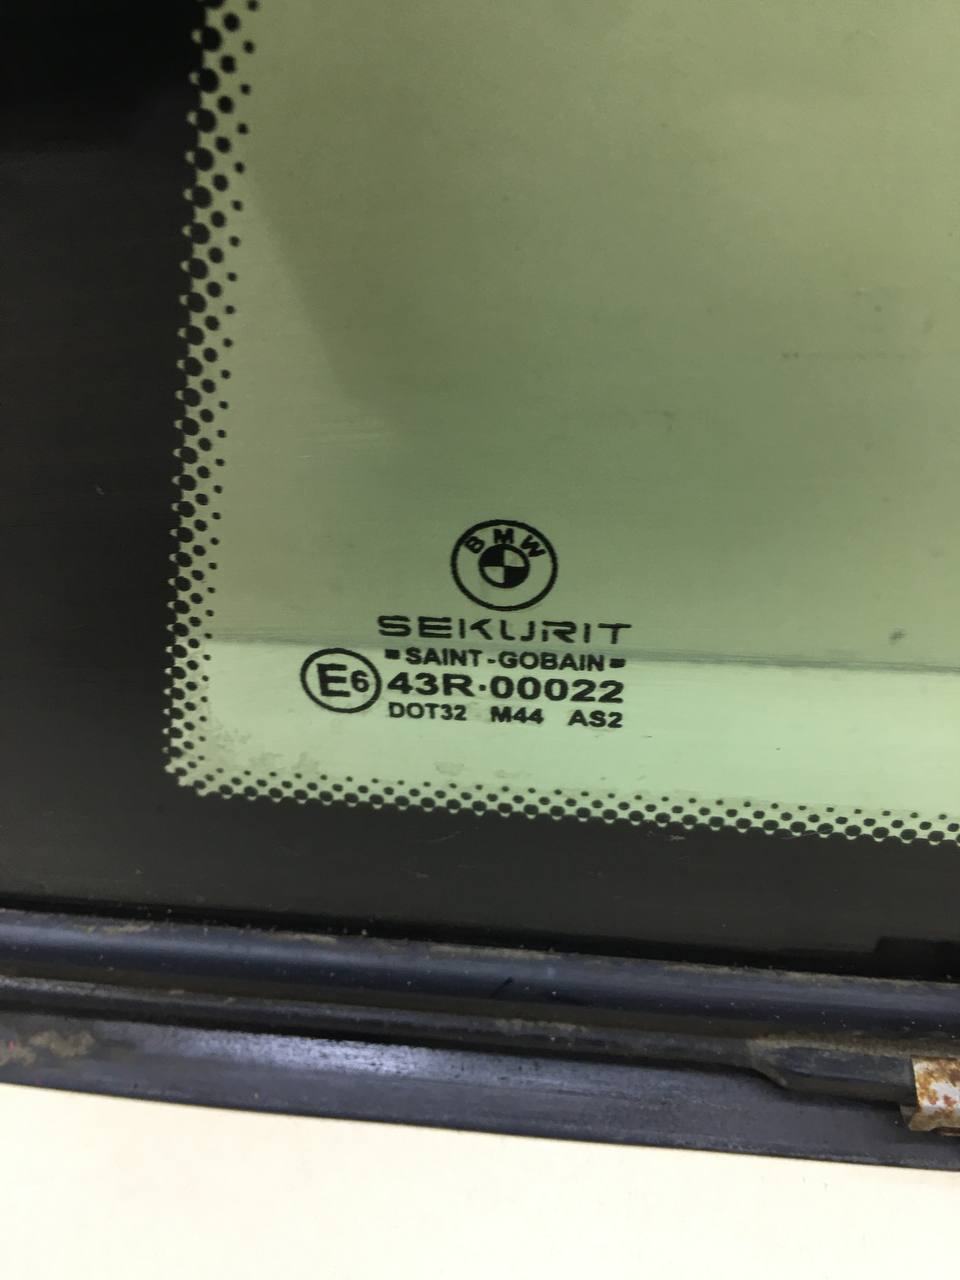 BMW
SEKURIT
SAINT-GOBAIN
E6 43R·00022
DOT32 M44 AS2